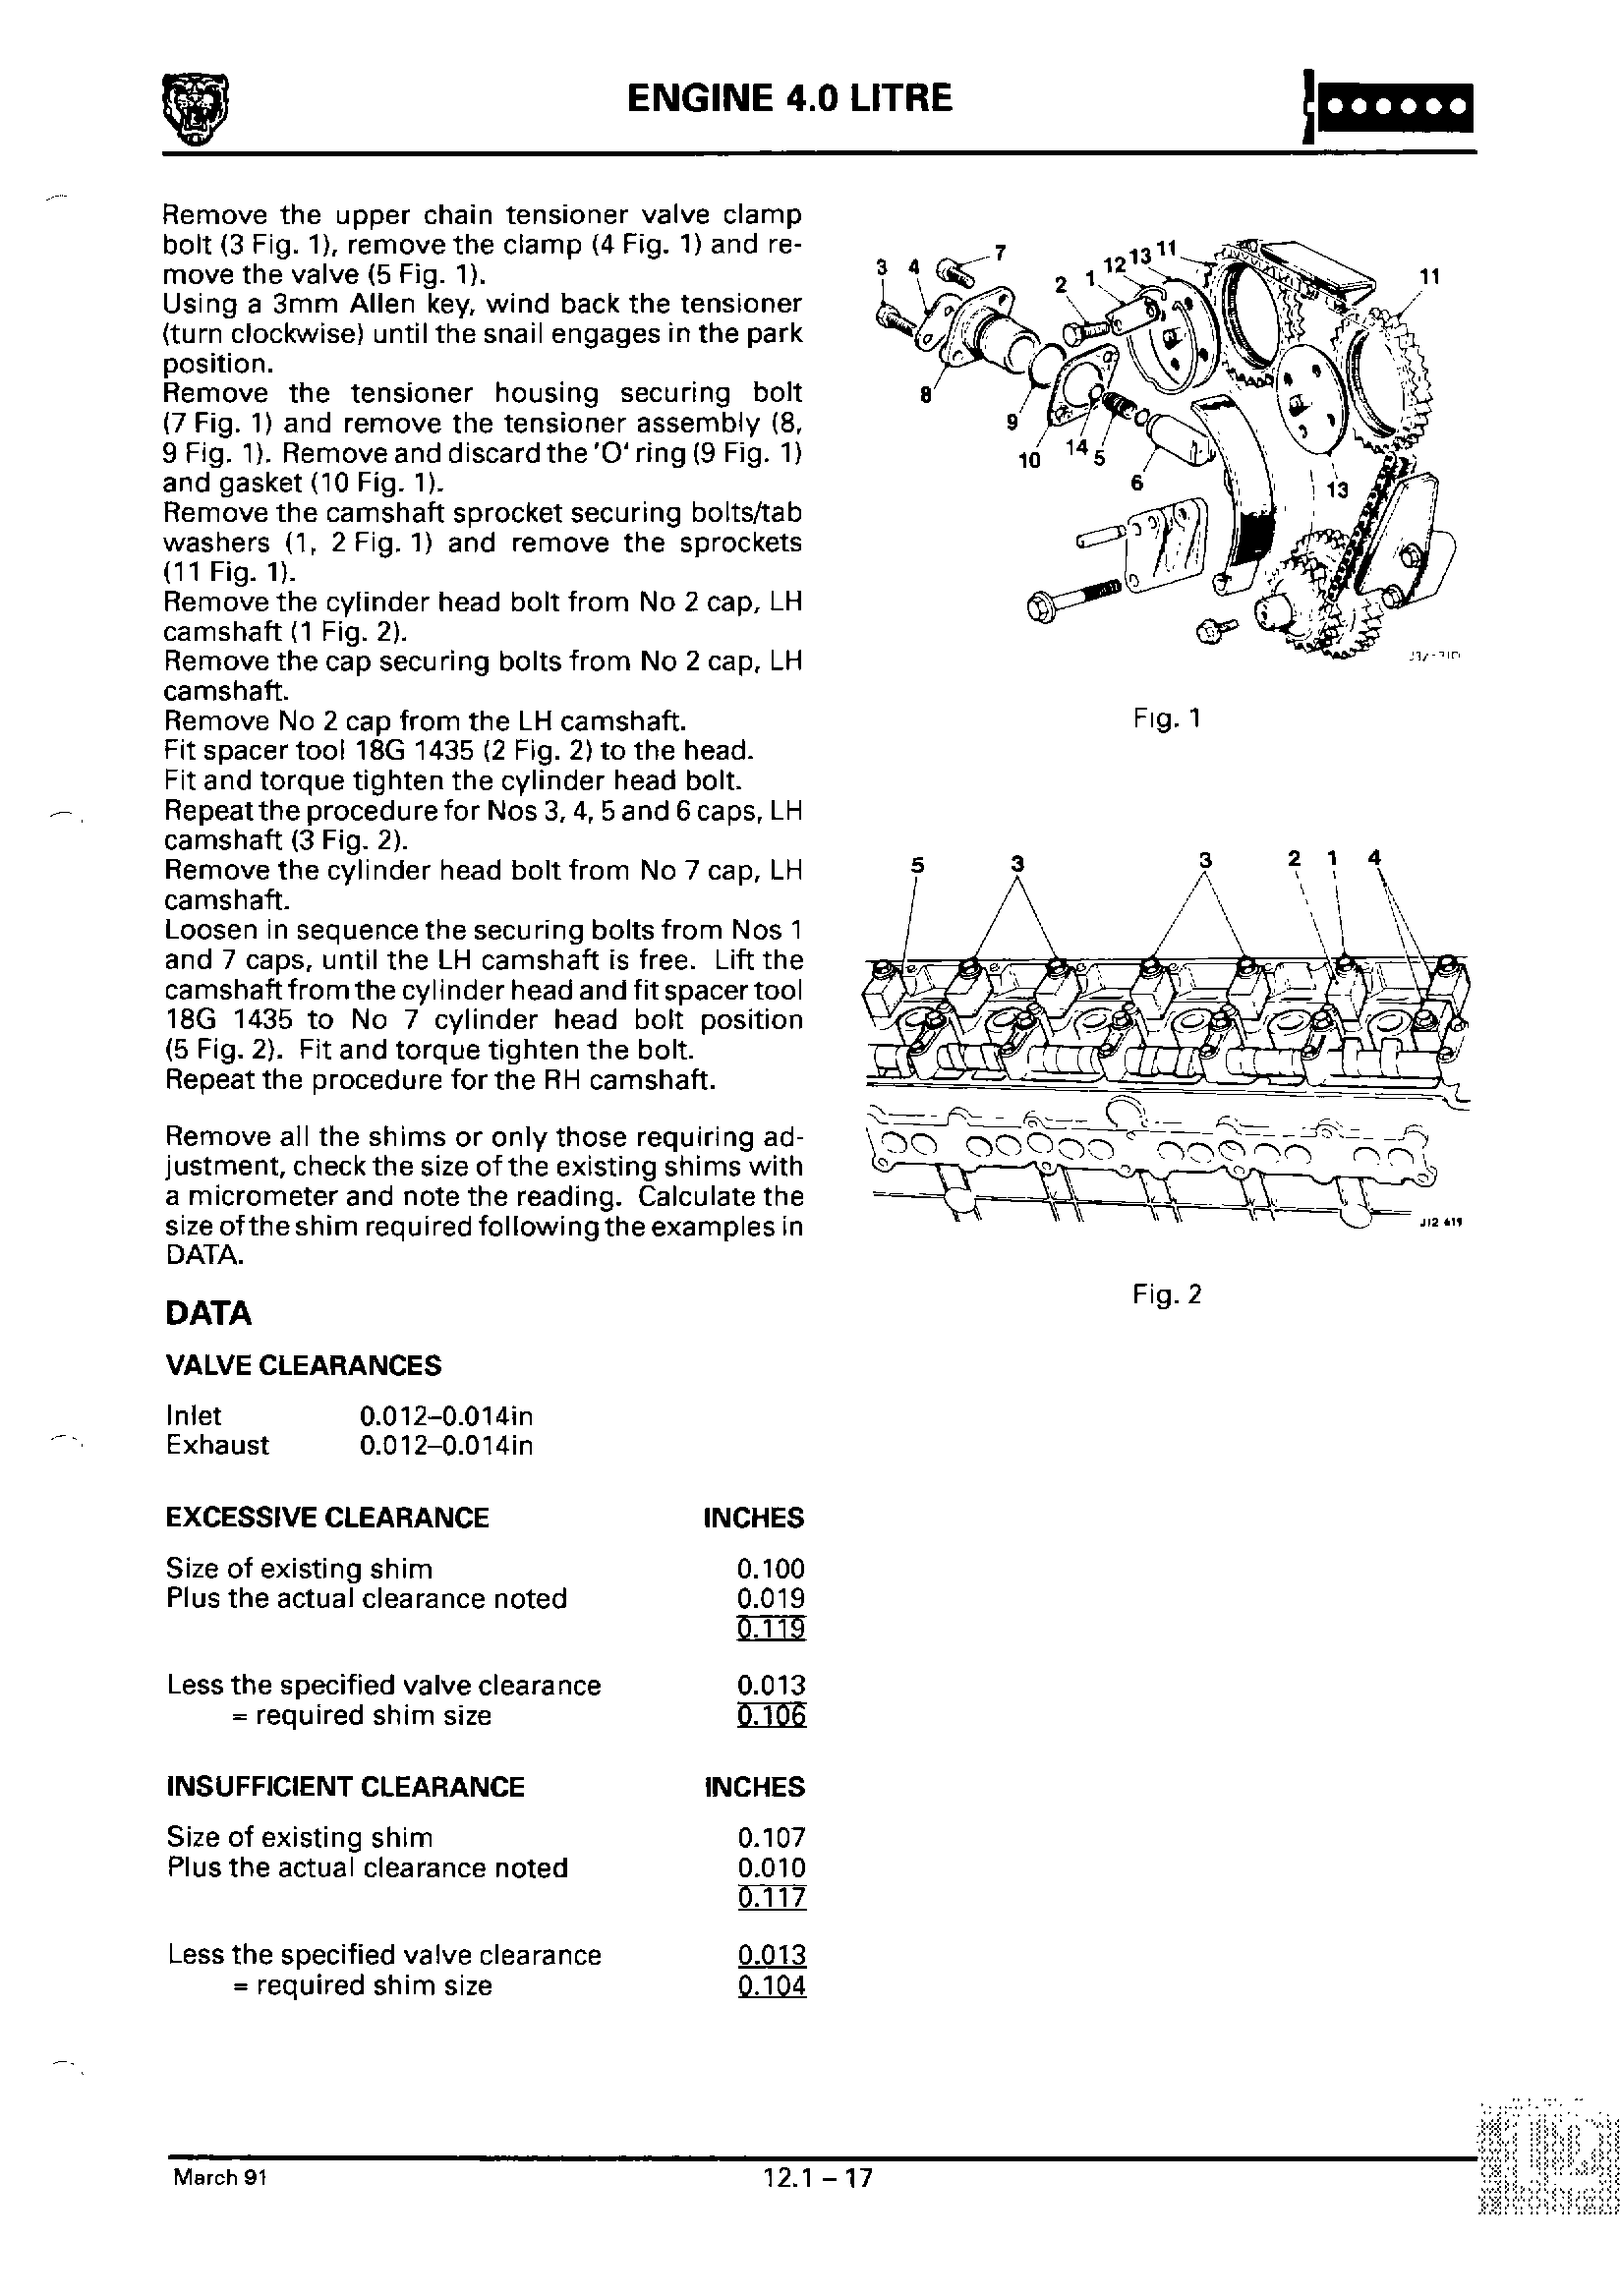 ENGINE 4.0 LITRE
Remove the upper chain tensioner valve clamp
bolt (3 Fig. 1), remove the clamp (4 Fig. 1) and re-
move the valve (5 Fig. 1).
Using a 3mm Allen key, wind back the tensioner
(turn clockwise) until the snail engages in the park
position.
Remove the tensioner housing securing bolt
(7 Fig. 1) and remove the tensioner assembly (8,
9 Fig. 1). Remove and discard the 'O' ring (9 Fig. 1)
and gasket (10 Fig. 1).
Remove the camshaft sprocket securing bolts/tab
washers (1, 2 Fig. 1) and remove the sprockets
(11 Fig. 1).
Remove the cylinder head bolt from No 2 cap, LH
camshaft (1 Fig. 2).
Remove the cap securing bolts from No 2 cap, LH
camshaft.
Remove No 2 cap from the LH camshaft.
Fit spacer tool 18G 1435 (2 Fig. 2) to the head.
Fit and torque tighten the cylinder head bolt.
Repeat the procedure for Nos 3, 4, 5 and 6 caps, LH
camshaft (3 Fig. 2).
Remove the cylinder head bolt from No 7 cap, LH
camshaft.
Loosen in sequence the securing bolts from Nos 1
and 7 caps, until the LH camshaft is free. Lift the
camshaft from the cylinder head and fit spacer tool
18G 1435 to No 7 cylinder head bolt position
(5 Fig. 2). Fit and torque tighten the bolt.
Repeat the procedure for the RH camshaft.
Remove all the shims or only those requiring ad-
justment, check the size of the existing shims with
a micrometer and note the reading. Calculate the
size of the shim required following the examples in
DATA.
DATA
VALVE CLEARANCES
Inlet 0.012–0.014in
Exhaust 0.012–0.014in
EXCESSIVE CLEARANCE INCHES
Size of existing shim 0.100
Plus the actual clearance noted 0.019
0.119
Less the specified valve clearance 0.013
= required shim size 0.106
INSUFFICIENT CLEARANCE INCHES
Size of existing shim 0.107
Plus the actual clearance noted 0.010
0.117
Less the specified valve clearance 0.013
= required shim size 0.104
3 4 7 2 1 12 13 11 11
8 9 10 14 5 6 13
Fig. 1
5 3 3 2 1 4
J12 619
Fig. 2
March 91 12.1 – 17
12